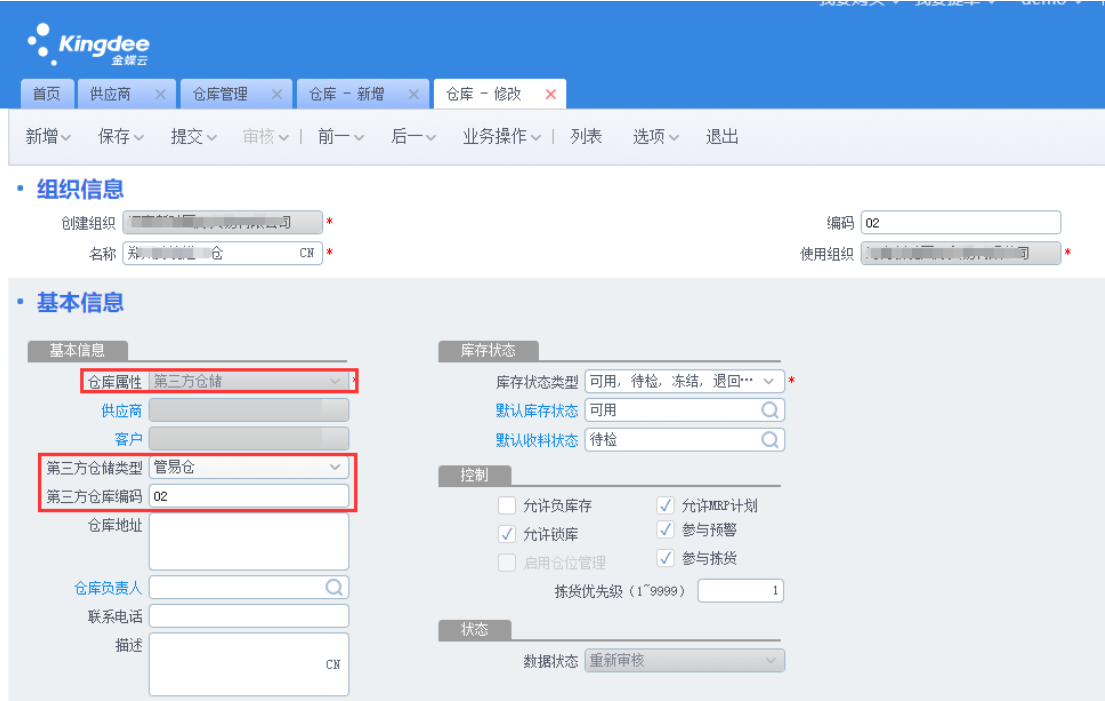 demo
Kingdee
金蝶云
首页 供应商 仓库管理 仓库 - 新增 仓库 - 修改
新增 保存 提交 审核 前一 后一 业务操作 列表 选项 退出
组织信息
创建组织 *
编码 02
名称 CN *
使用组织 *
基本信息
基本信息
仓库属性 第三方仓储 *
供应商
客户
第三方仓储类型 管易仓
第三方仓库编码 02
仓库地址
仓库负责人
联系电话
描述 CN
库存状态
库存状态类型 可用, 待检, 冻结, 退回… *
默认库存状态 可用
默认收料状态 待检
控制
允许负库存 允许MRP计划
允许锁库 参与预警
启用仓位管理 参与拣货
拣货优先级 (1~9999) 1
状态
数据状态 重新审核